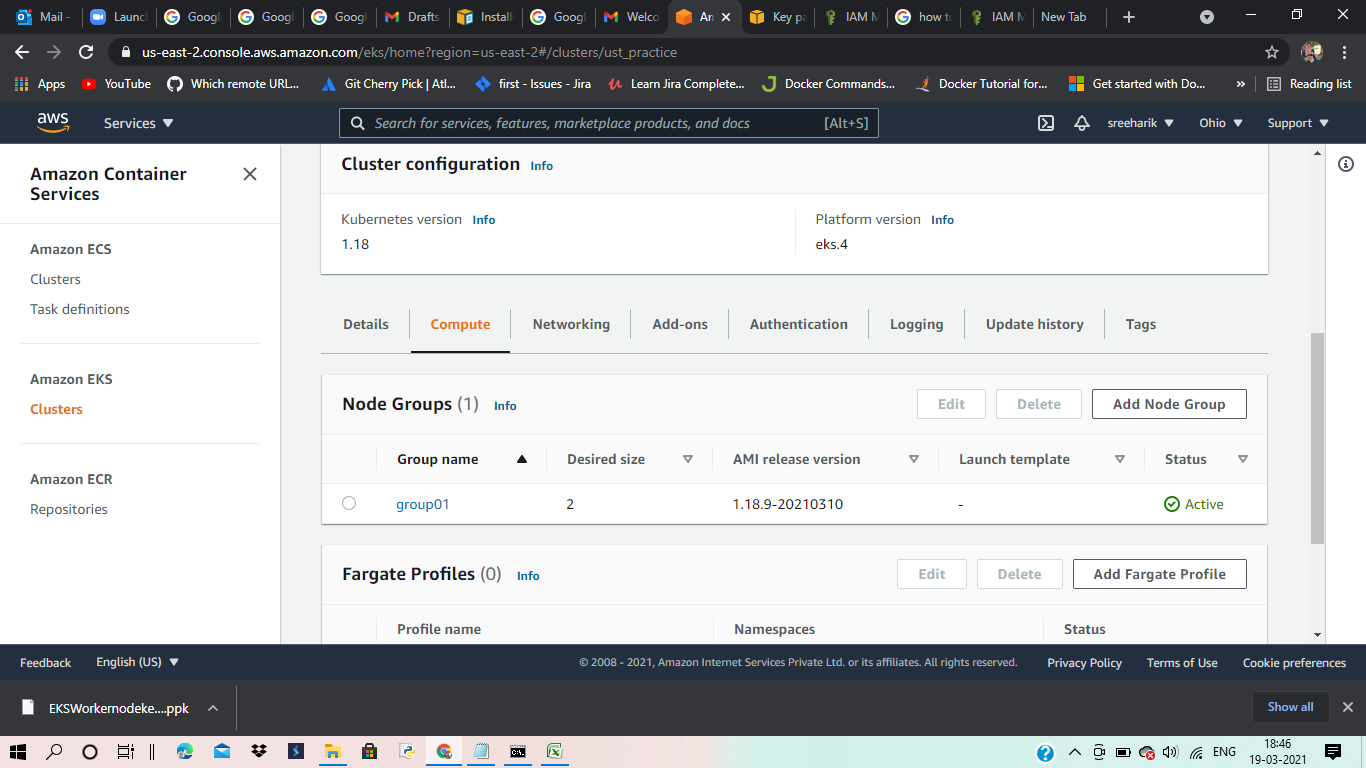 Mail -
Launc
Googl
Googl
Googl
Drafts
Installi
Googl
Welco
Am
Key pa
IAM M
how to
IAM M
New Tab
us-east-2.console.aws.amazon.com/eks/home?region=us-east-2#/clusters/ust_practice
Apps
YouTube
Which remote URL...
Git Cherry Pick | Atl...
first - Issues - Jira
Learn Jira Complete...
Docker Commands...
Docker Tutorial for...
Get started with Do...
»
Reading list
aws
Services
Search for services, features, marketplace products, and docs
[Alt+S]
sreeharik
Ohio
Support
Amazon Container
Services
Amazon ECS
Clusters
Task definitions
Amazon EKS
Clusters
Amazon ECR
Repositories
Cluster configuration Info
Kubernetes version Info
1.18
Platform version Info
eks.4
Details
Compute
Networking
Add-ons
Authentication
Logging
Update history
Tags
Node Groups (1) Info
Edit
Delete
Add Node Group
Group name
Desired size
AMI release version
Launch template
Status
group01
2
1.18.9-20210310
-
Active
Fargate Profiles (0) Info
Edit
Delete
Add Fargate Profile
Profile name
Namespaces
Status
Feedback
English (US)
© 2008 - 2021, Amazon Internet Services Private Ltd. or its affiliates. All rights reserved.
Privacy Policy
Terms of Use
Cookie preferences
EKSWorkernodeke....ppk
Show all
ENG
18:46
19-03-2021